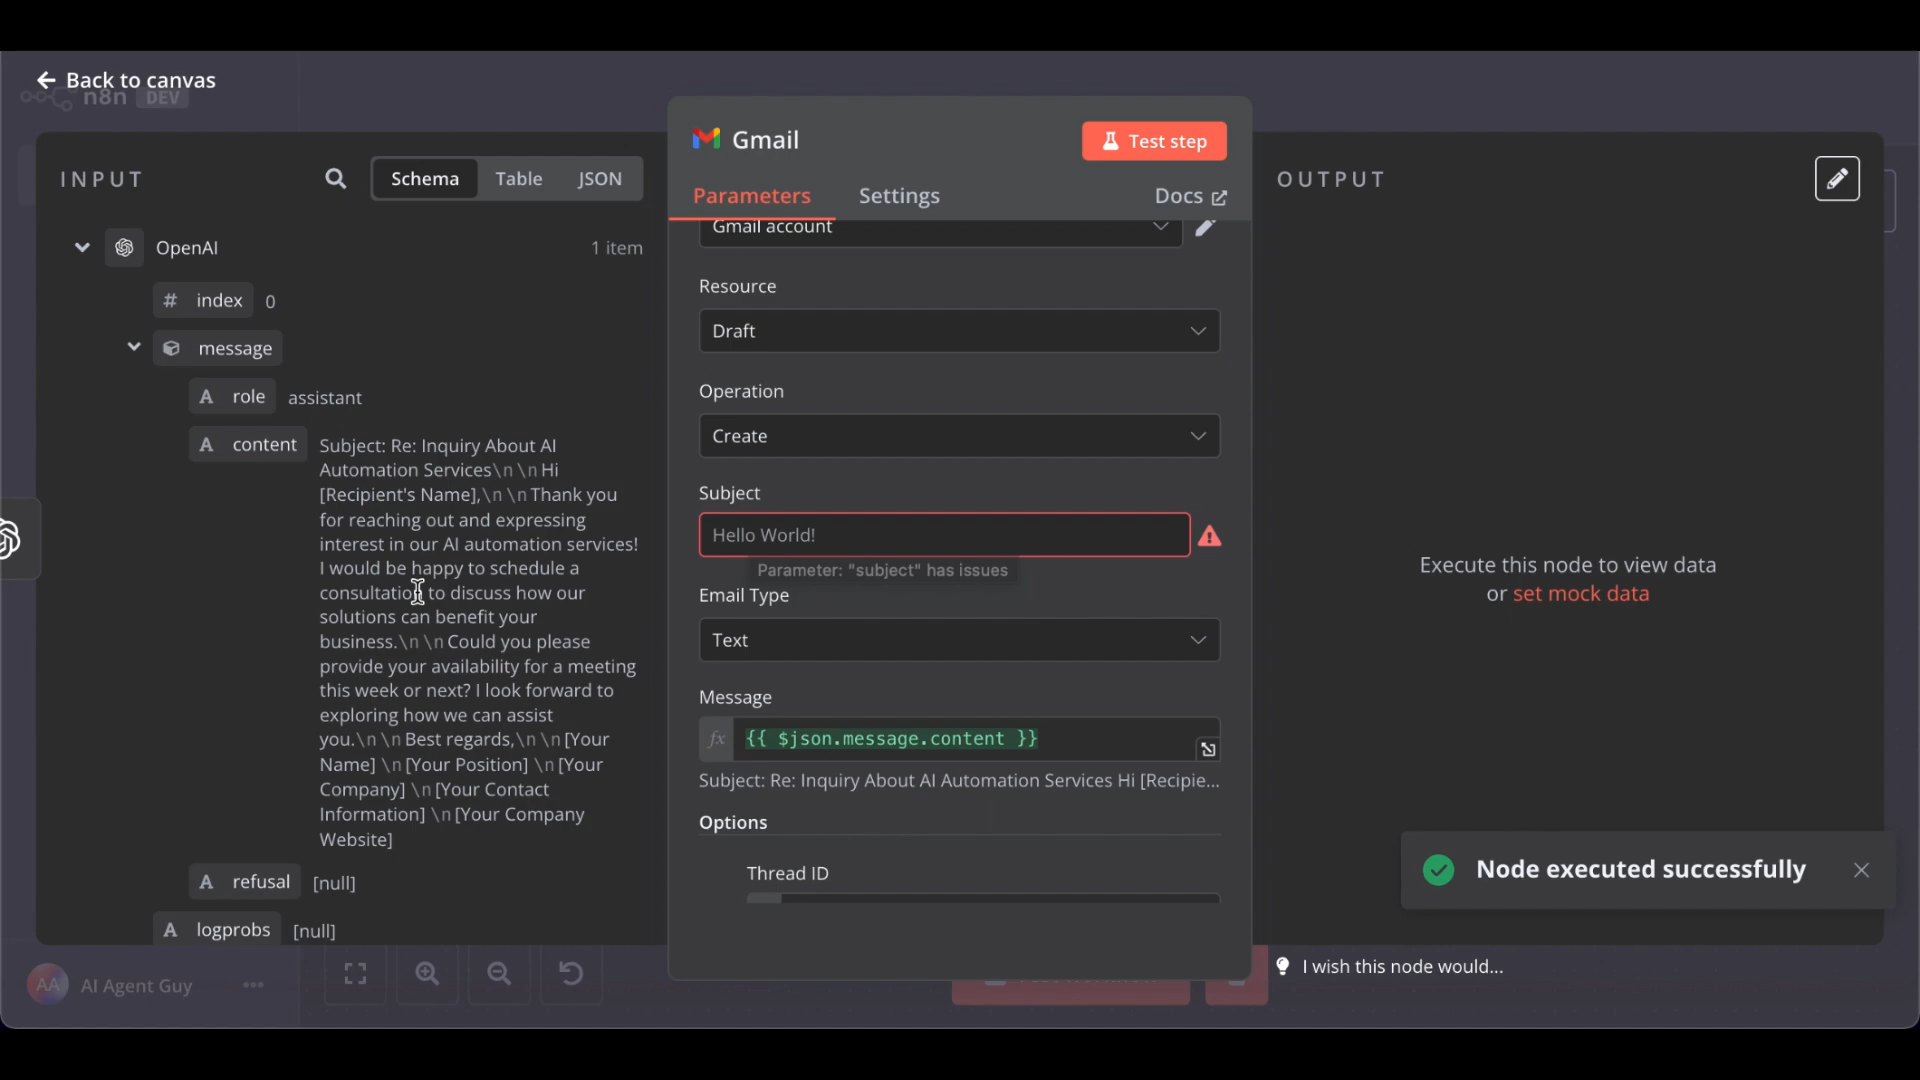 Back to canvas
n8n DEV
INPUT
Schema
Table
JSON
OpenAI
1 item
# index
0
message
A role
assistant
A content
Subject: Re: Inquiry About AI
Automation Services\n\nHi
[Recipient's Name],\n\nThank you
for reaching out and expressing
interest in our AI automation services!
I would be happy to schedule a
consultation to discuss how our
solutions can benefit your
business.\n\nCould you please
provide your availability for a meeting
this week or next? I look forward to
exploring how we can assist
you.\n\nBest regards,\n\n[Your
Name] \n[Your Position] \n[Your
Company] \n[Your Contact
Information] \n[Your Company
Website]
A refusal
[null]
A logprobs
[null]
AA AI Agent Guy
Gmail
Test step
Parameters
Settings
Docs
Gmail account
Resource
Draft
Operation
Create
Subject
Hello World!
Parameter: "subject" has issues
Email Type
Text
Message
fx {{ $json.message.content }}
Subject: Re: Inquiry About AI Automation Services Hi [Recipie...
Options
Thread ID
OUTPUT
Execute this node to view data
or set mock data
Node executed successfully
I wish this node would...